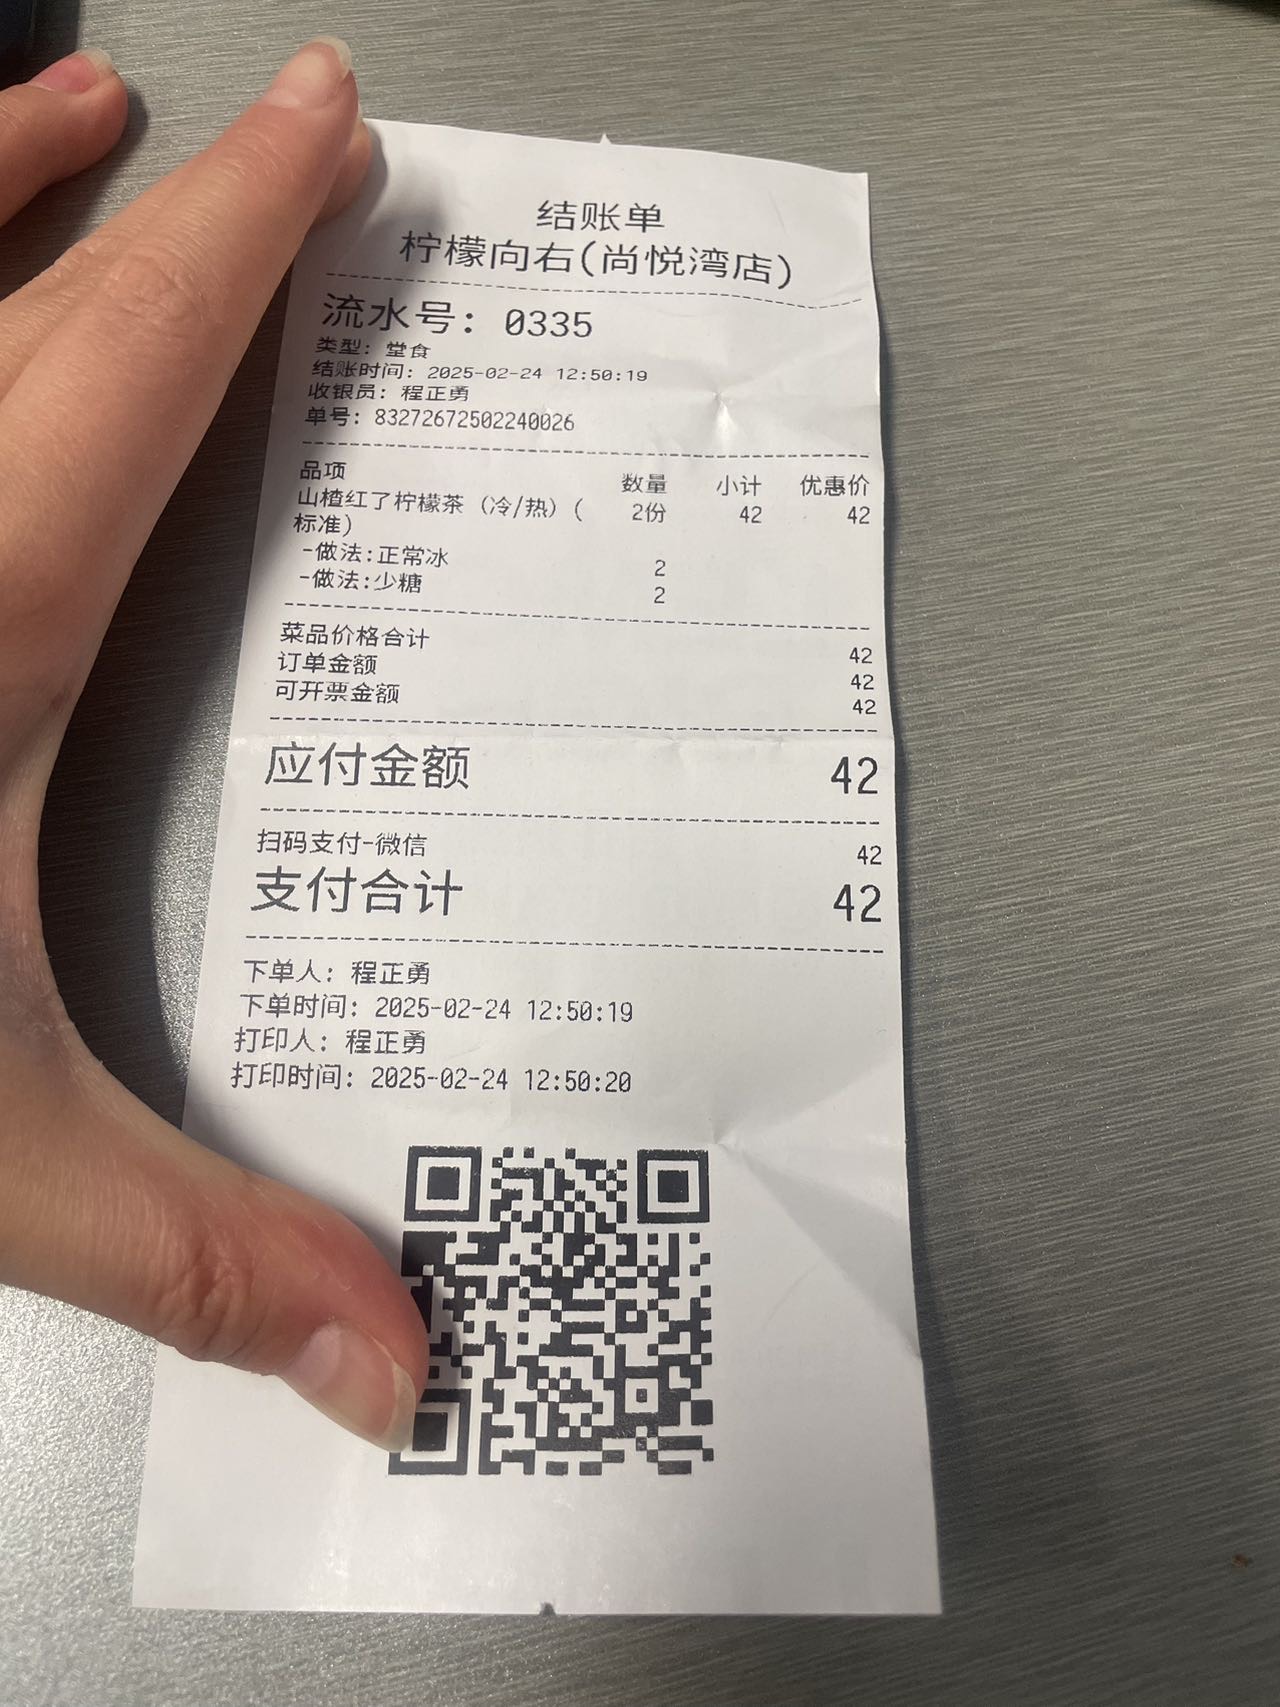 结账单
柠檬向右(尚悦湾店)
流水号: 0335
类型: 堂食
结账时间: 2025-02-24 12:50:19
收银员: 程正勇
单号: 83272672502240026
品项 数量 小计 优惠价
山楂红了柠檬茶 (冷/热) ( 2份 42 42
标准)
-做法:正常冰 2
-做法:少糖 2
菜品价格合计 42
订单金额 42
可开票金额 42
应付金额 42
扫码支付-微信 42
支付合计 42
下单人: 程正勇
下单时间: 2025-02-24 12:50:19
打印人: 程正勇
打印时间: 2025-02-24 12:50:20